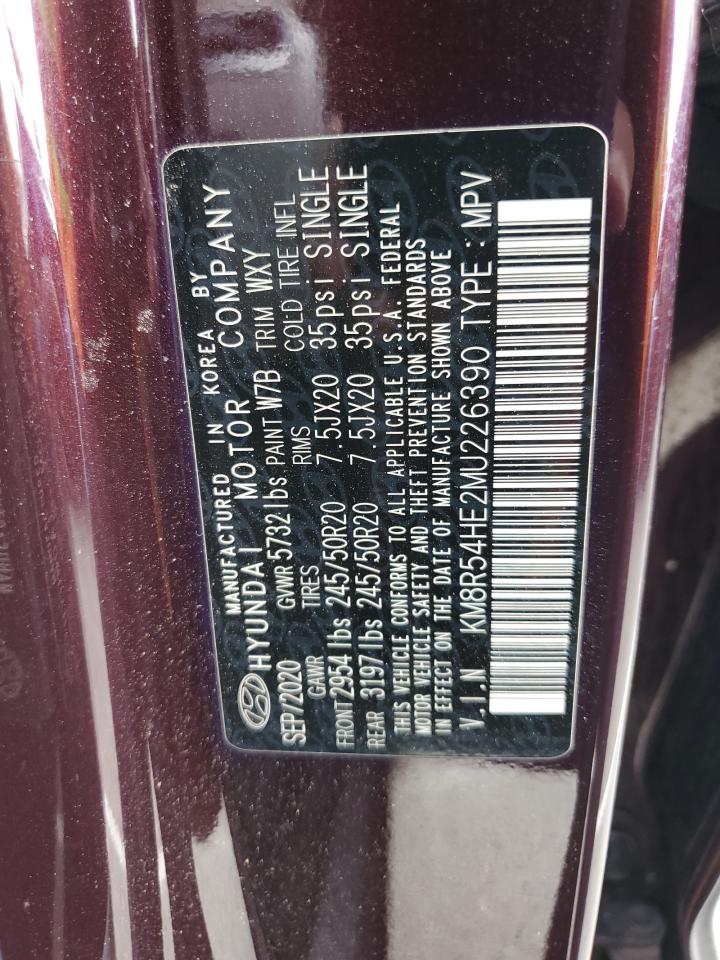 MANUFACTURED IN KOREA BY
HYUNDAI MOTOR COMPANY
SEP/2020 GVWR 5732 lbs PAINT W7B TRIM WXY
GAWR TIRES RIMS COLD TIRE INFL
FRONT 2954 lbs 245/50R20 7.5JX20 35psi SINGLE
REAR 3197 lbs 245/50R20 7.5JX20 35psi SINGLE
THIS VEHICLE CONFORMS TO ALL APPLICABLE U.S.A. FEDERAL
MOTOR VEHICLE SAFETY AND THEFT PREVENTION STANDARDS
IN EFFECT ON THE DATE OF MANUFACTURE SHOWN ABOVE
V.I.N KM8R54HE2MU226390 TYPE : MPV